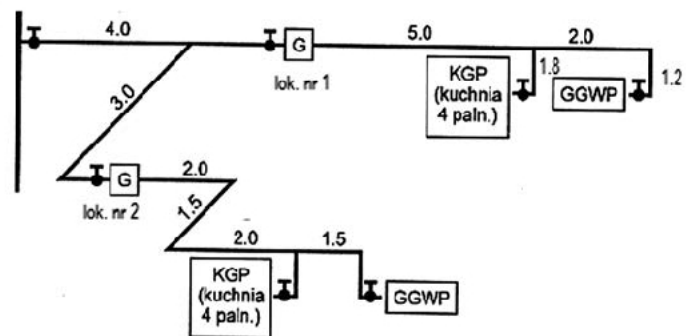 4.0
G
5.0
2.0
lok. nr 1
KGP
(kuchnia
4 paln.)
1.8
GGWP
1.2
3.0
G
2.0
lok. nr 2
1.5
2.0
1.5
KGP
(kuchnia
4 paln.)
GGWP